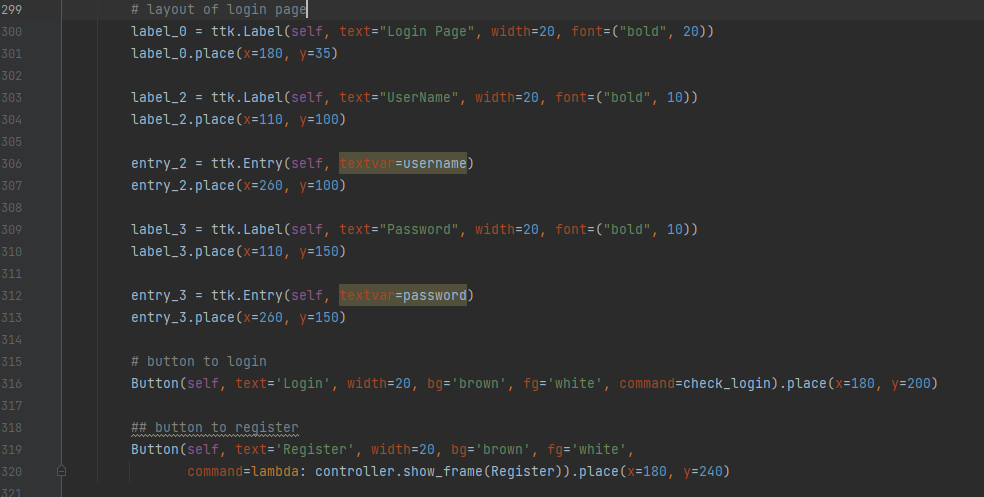 299 # layout of login page
300 label_0 = ttk.Label(self, text="Login Page", width=20, font=("bold", 20))
301 label_0.place(x=180, y=35)
302
303 label_2 = ttk.Label(self, text="UserName", width=20, font=("bold", 10))
304 label_2.place(x=110, y=100)
305
306 entry_2 = ttk.Entry(self, textvar=username)
307 entry_2.place(x=260, y=100)
308
309 label_3 = ttk.Label(self, text="Password", width=20, font=("bold", 10))
310 label_3.place(x=110, y=150)
311
312 entry_3 = ttk.Entry(self, textvar=password)
313 entry_3.place(x=260, y=150)
314
315 # button to login
316 Button(self, text='Login', width=20, bg='brown', fg='white', command=check_login).place(x=180, y=200)
317
318 ## button to register
319 Button(self, text='Register', width=20, bg='brown', fg='white',
320 command=lambda: controller.show_frame(Register)).place(x=180, y=240)
321